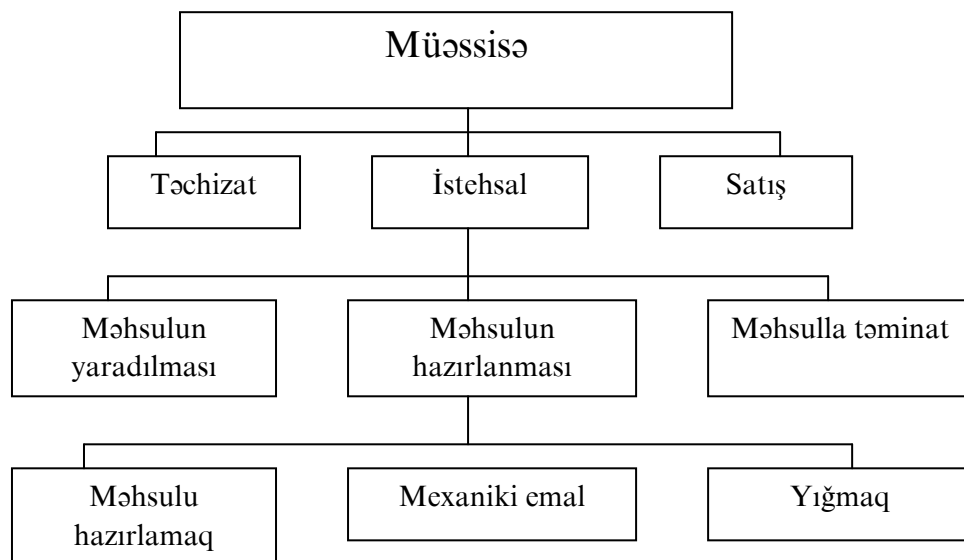 Müəssisə
Təchizat
İstehsal
Satış
Məhsulun
yaradılması
Məhsulun
hazırlanması
Məhsulla təminat
Məhsulu
hazırlamaq
Mexaniki emal
Yığmaq